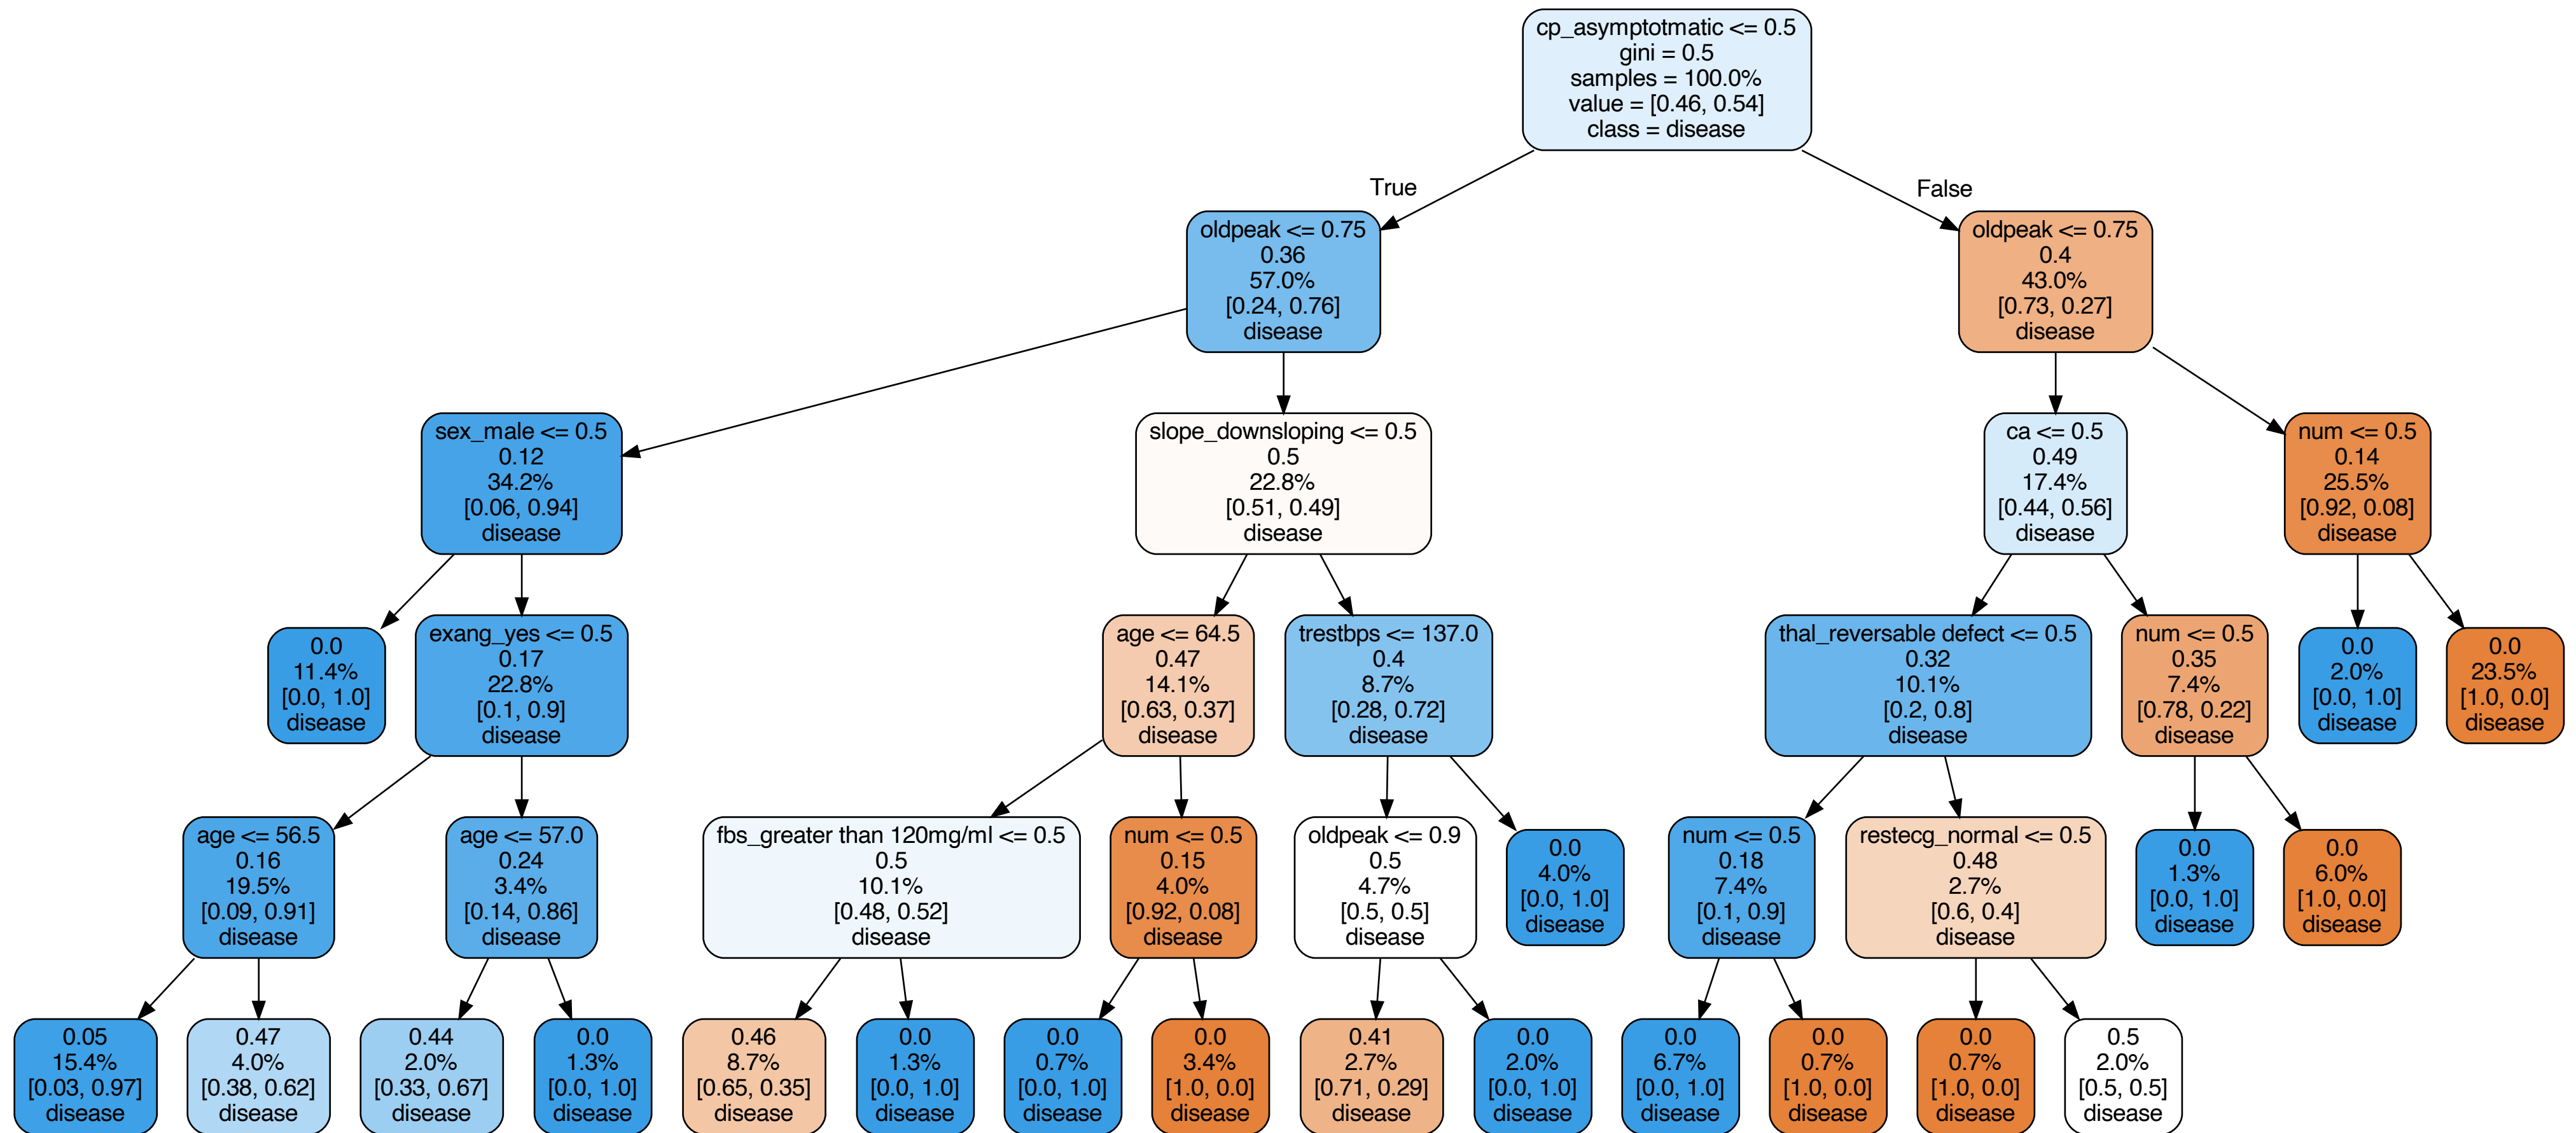 cp_asymptotmatic <= 0.5
gini = 0.5
samples = 100.0%
value = [0.46, 0.54]
class = disease
True
False
oldpeak <= 0.75
0.36
57.0%
[0.24, 0.76]
disease
oldpeak <= 0.75
0.4
43.0%
[0.73, 0.27]
disease
sex_male <= 0.5
0.12
34.2%
[0.06, 0.94]
disease
slope_downsloping <= 0.5
0.5
22.8%
[0.51, 0.49]
disease
ca <= 0.5
0.49
17.4%
[0.44, 0.56]
disease
num <= 0.5
0.14
25.5%
[0.92, 0.08]
disease
0.0
11.4%
[0.0, 1.0]
disease
exang_yes <= 0.5
0.17
22.8%
[0.1, 0.9]
disease
age <= 64.5
0.47
14.1%
[0.63, 0.37]
disease
trestbps <= 137.0
0.4
8.7%
[0.28, 0.72]
disease
thal_reversable defect <= 0.5
0.32
10.1%
[0.2, 0.8]
disease
num <= 0.5
0.35
7.4%
[0.78, 0.22]
disease
0.0
2.0%
[0.0, 1.0]
disease
0.0
23.5%
[1.0, 0.0]
disease
age <= 56.5
0.16
19.5%
[0.09, 0.91]
disease
age <= 57.0
0.24
3.4%
[0.14, 0.86]
disease
fbs_greater than 120mg/ml <= 0.5
0.5
10.1%
[0.48, 0.52]
disease
num <= 0.5
0.15
4.0%
[0.92, 0.08]
disease
oldpeak <= 0.9
0.5
4.7%
[0.5, 0.5]
disease
0.0
4.0%
[0.0, 1.0]
disease
num <= 0.5
0.18
7.4%
[0.1, 0.9]
disease
restecg_normal <= 0.5
0.48
2.7%
[0.6, 0.4]
disease
0.0
1.3%
[0.0, 1.0]
disease
0.0
6.0%
[1.0, 0.0]
disease
0.05
15.4%
[0.03, 0.97]
disease
0.47
4.0%
[0.38, 0.62]
disease
0.44
2.0%
[0.33, 0.67]
disease
0.0
1.3%
[0.0, 1.0]
disease
0.46
8.7%
[0.65, 0.35]
disease
0.0
1.3%
[0.0, 1.0]
disease
0.0
0.7%
[0.0, 1.0]
disease
0.0
3.4%
[1.0, 0.0]
disease
0.41
2.7%
[0.71, 0.29]
disease
0.0
2.0%
[0.0, 1.0]
disease
0.0
6.7%
[0.0, 1.0]
disease
0.0
0.7%
[1.0, 0.0]
disease
0.0
0.7%
[1.0, 0.0]
disease
0.5
2.0%
[0.5, 0.5]
disease